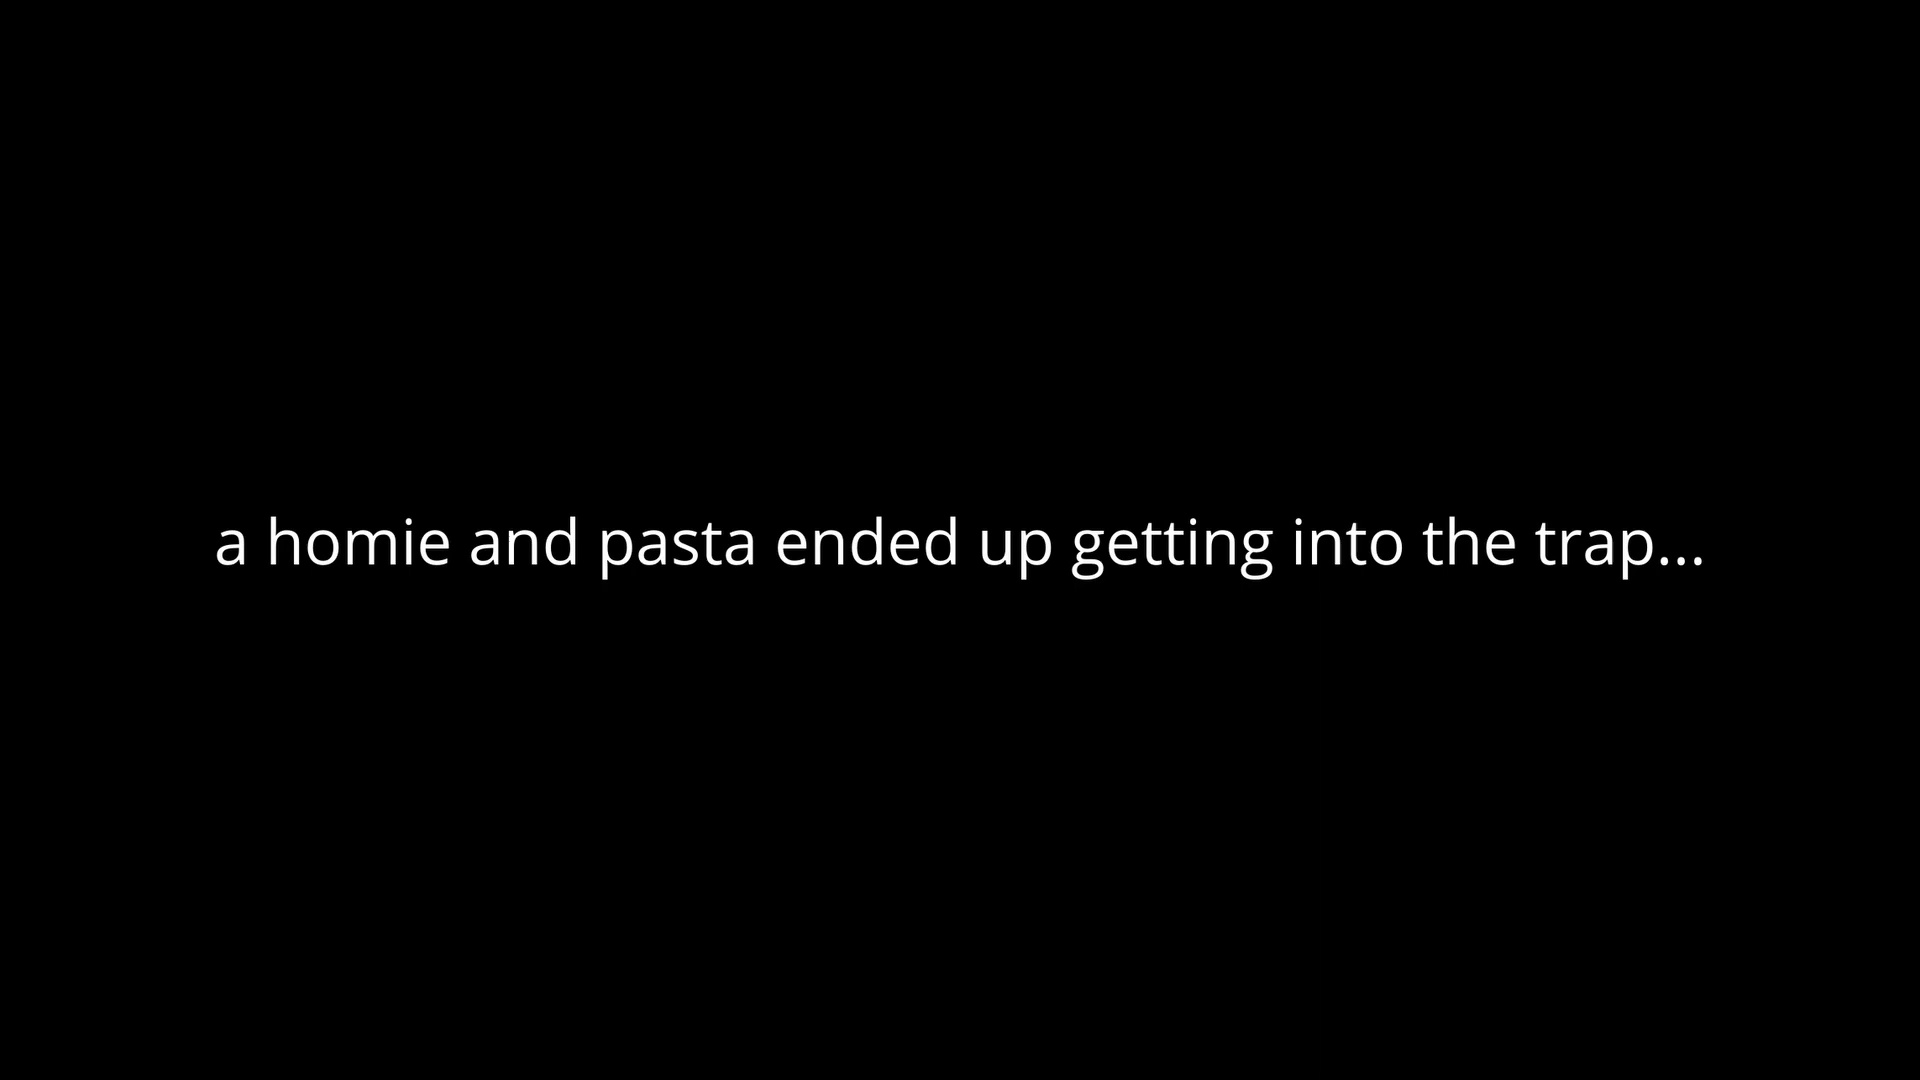 a homie and pasta ended up getting into the trap...